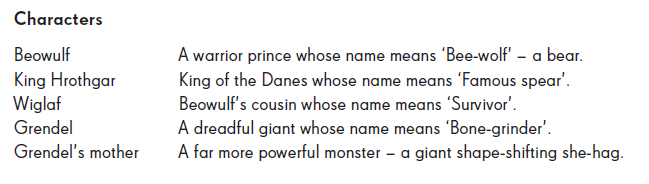 Characters
Beowulf A warrior prince whose name means ‘Bee-wolf’ – a bear.
King Hrothgar King of the Danes whose name means ‘Famous spear’.
Wiglaf Beowulf’s cousin whose name means ‘Survivor’.
Grendel A dreadful giant whose name means ‘Bone-grinder’.
Grendel’s mother A far more powerful monster – a giant shape-shifting she-hag.